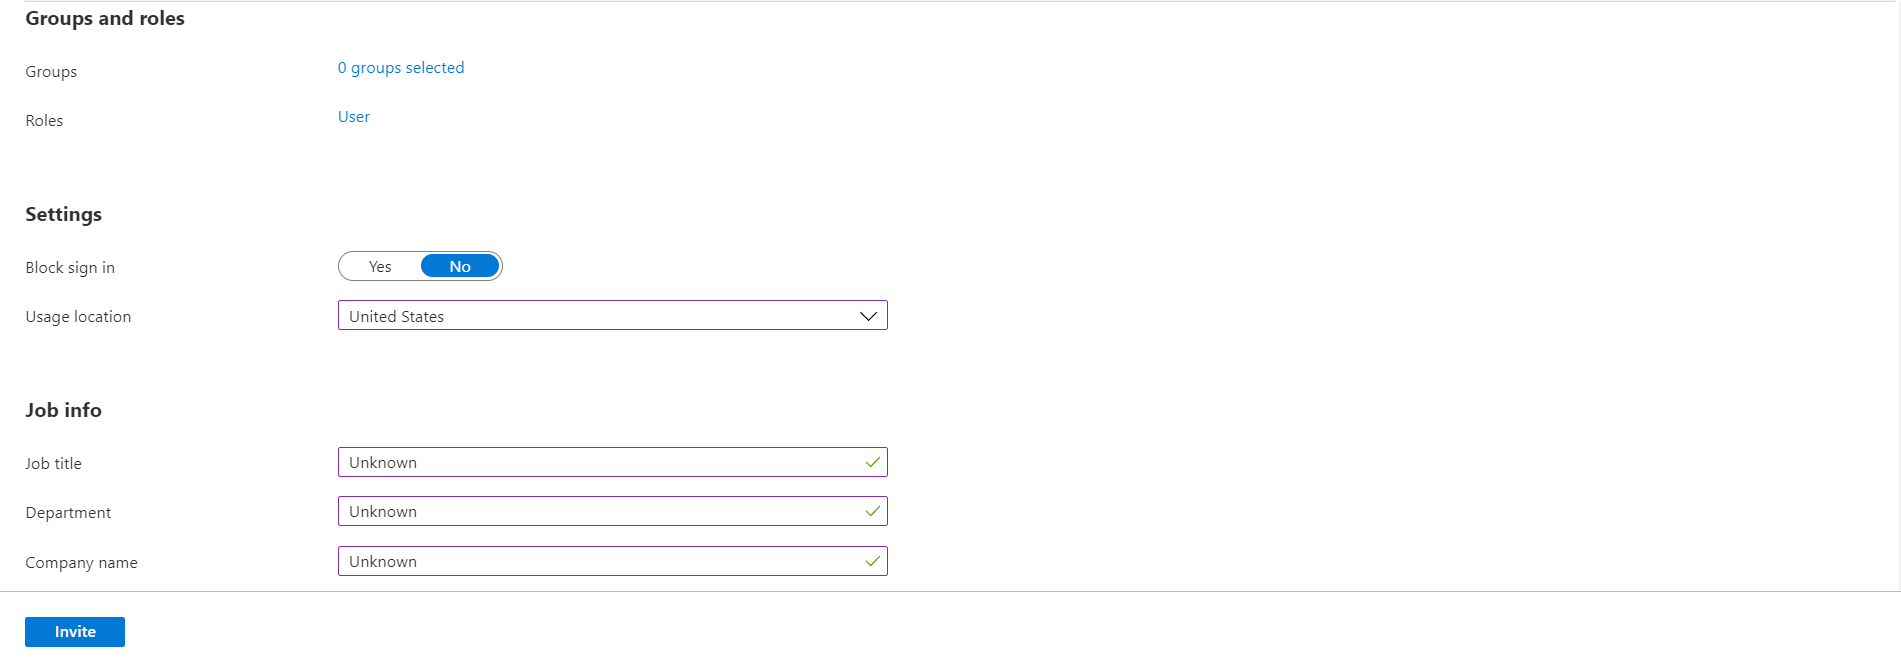 Groups and roles
Groups
0 groups selected
Roles
User
Settings
Block sign in
Yes No
Usage location
United States
Job info
Job title
Unknown
Department
Unknown
Company name
Unknown
Invite